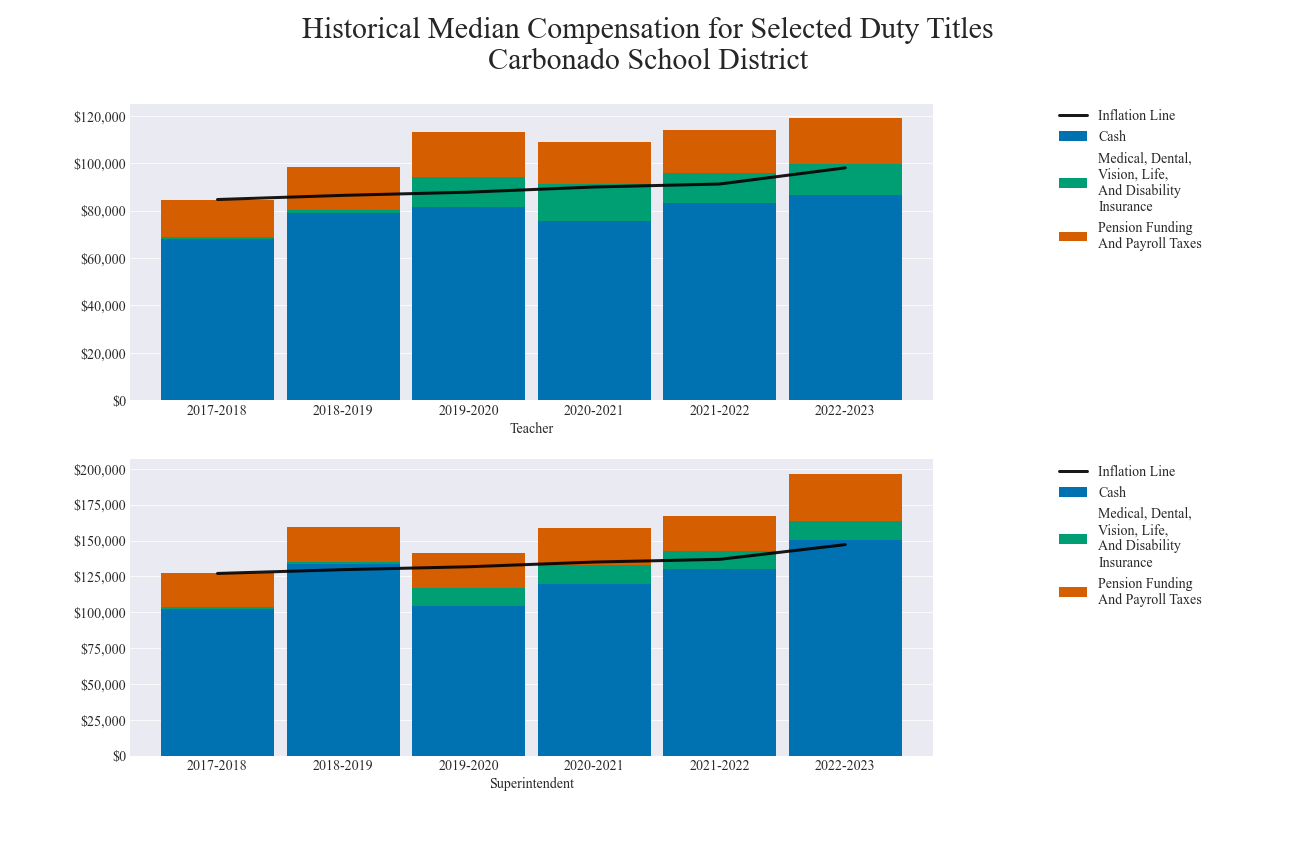 Historical Median Compensation for Selected Duty Titles
Carbonado School District
$120,000
$100,000
$80,000
$60,000
$40,000
$20,000
$0
2017-2018
2018-2019
2019-2020
2020-2021
2021-2022
2022-2023
Teacher
Inflation Line
Cash
Medical, Dental,
Vision, Life,
And Disability
Insurance
Pension Funding
And Payroll Taxes
$200,000
$175,000
$150,000
$125,000
$100,000
$75,000
$50,000
$25,000
$0
2017-2018
2018-2019
2019-2020
2020-2021
2021-2022
2022-2023
Superintendent
Inflation Line
Cash
Medical, Dental,
Vision, Life,
And Disability
Insurance
Pension Funding
And Payroll Taxes